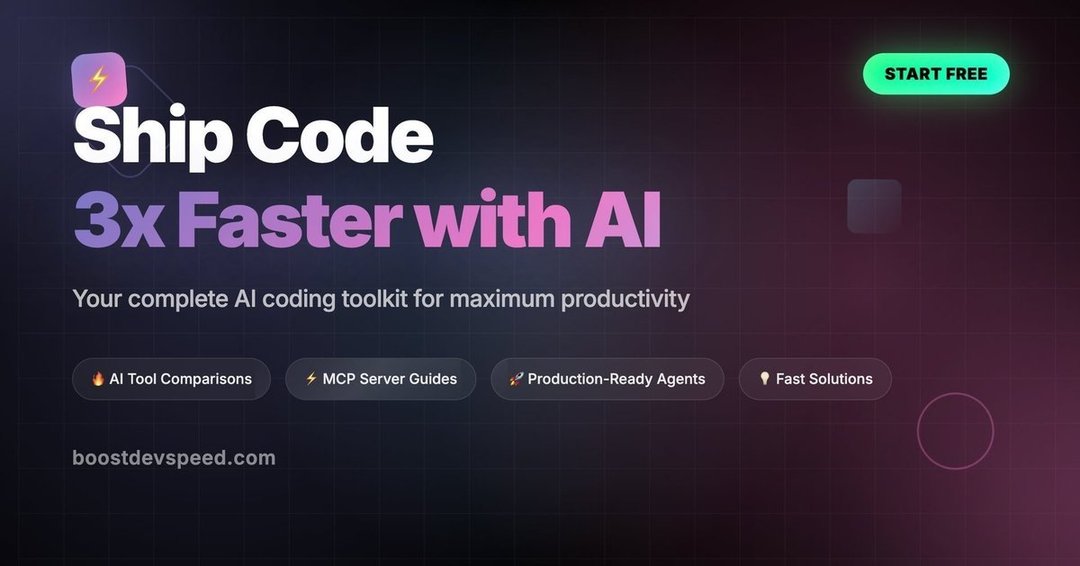 START FREE
Ship Code
3x Faster with AI
Your complete AI coding toolkit for maximum productivity
🔥 AI Tool Comparisons
⚡ MCP Server Guides
🚀 Production-Ready Agents
💡 Fast Solutions
boostdevspeed.com